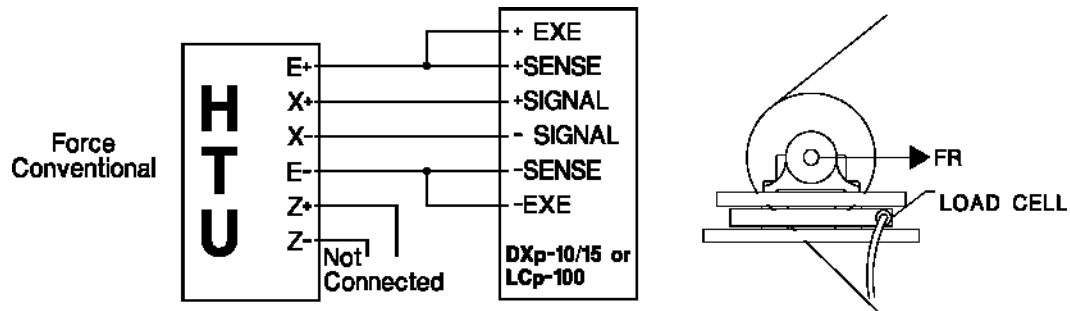 Force
Conventional
HTU
E+
X+
X-
E-
Z+
Z-
Not
Connected
+ EXE
+SENSE
+SIGNAL
- SIGNAL
-SENSE
-EXE
DXp-10/15 or
LCp-100
FR
LOAD CELL